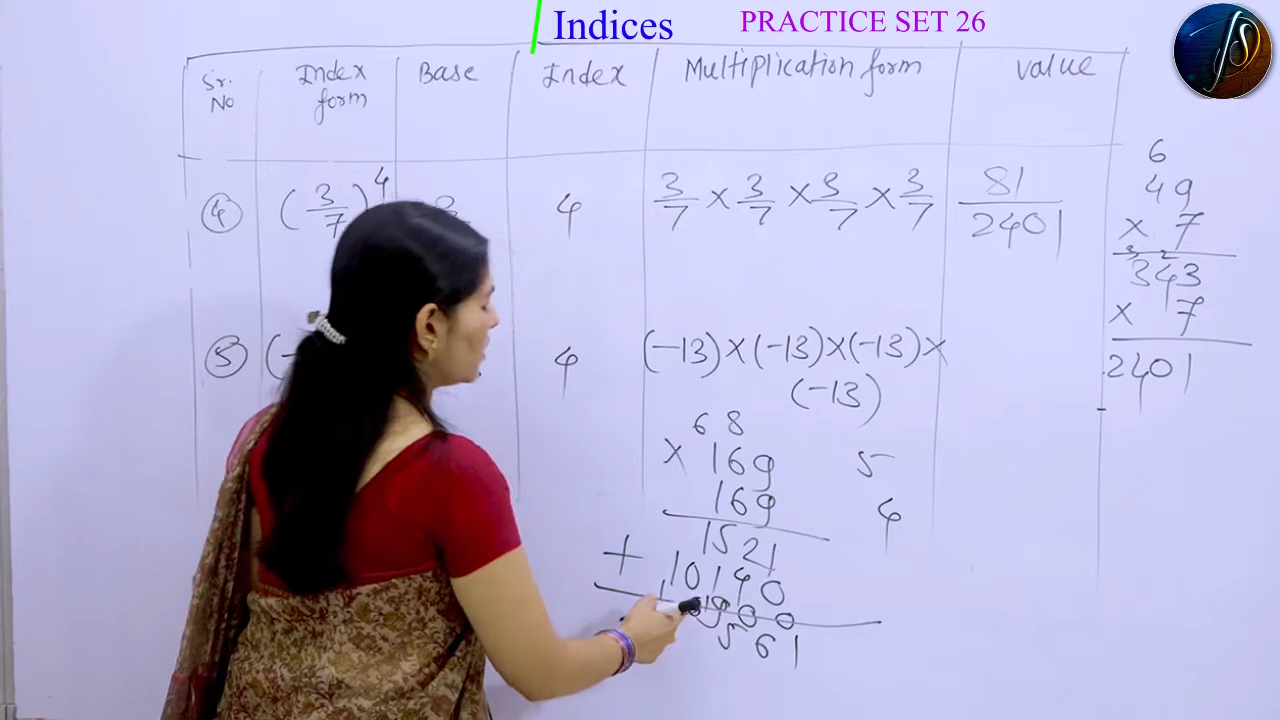 Indices PRACTICE SET 26
Sr. No
Index form
Base
Index
Multiplication form
value
④ (3/7)^4
4
3/7 × 3/7 × 3/7 × 3/7
81/2401
⑤ (-
4
(-13)×(-13)×(-13)×
(-13)
6 8
× 169
169
1521
+ 10140
561
5
4
6
49
× 7
3 2
343
× 7
2401